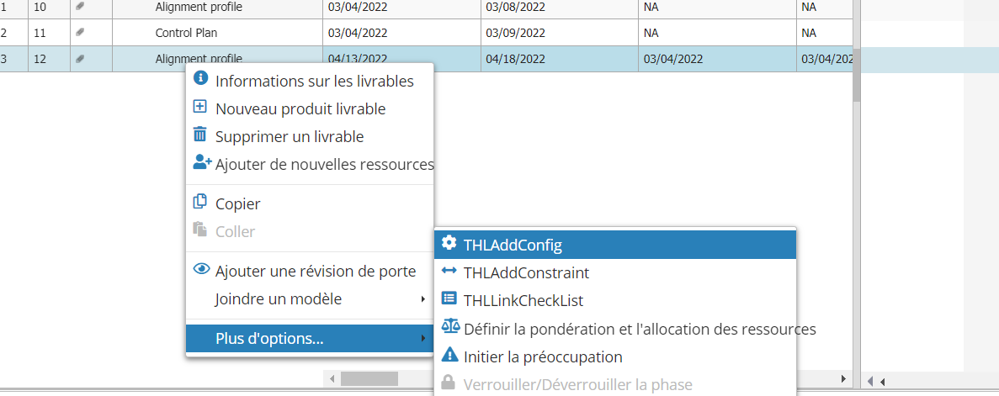 1 10 Alignment profile 03/04/2022 03/08/2022 NA NA
2 11 Control Plan 03/04/2022 03/09/2022 NA NA
3 12 Alignment profile 04/13/2022 04/18/2022 03/04/2022 03/04/202
Informations sur les livrables
Nouveau produit livrable
Supprimer un livrable
Ajouter de nouvelles ressources
Copier
Coller
Ajouter une révision de porte
Joindre un modèle
Plus d'options...
THLAddConfig
THLAddConstraint
THLLinkCheckList
Définir la pondération et l'allocation des ressources
Initier la préoccupation
Verrouiller/Déverrouiller la phase